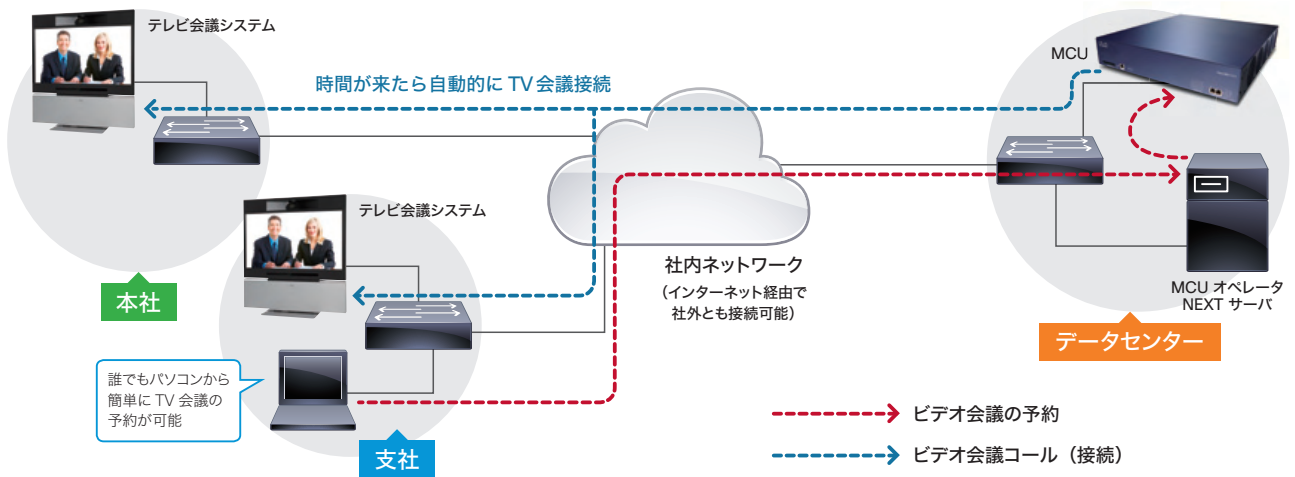 テレビ会議システム
MCU
時間が来たら自動的に TV 会議接続
テレビ会議システム
本社
社内ネットワーク
（インターネット経由で
社外とも接続可能）
MCU オペレータ
NEXT サーバ
データセンター
誰でもパソコンから
簡単に TV 会議の
予約が可能
支社
ビデオ会議の予約
ビデオ会議コール（接続）